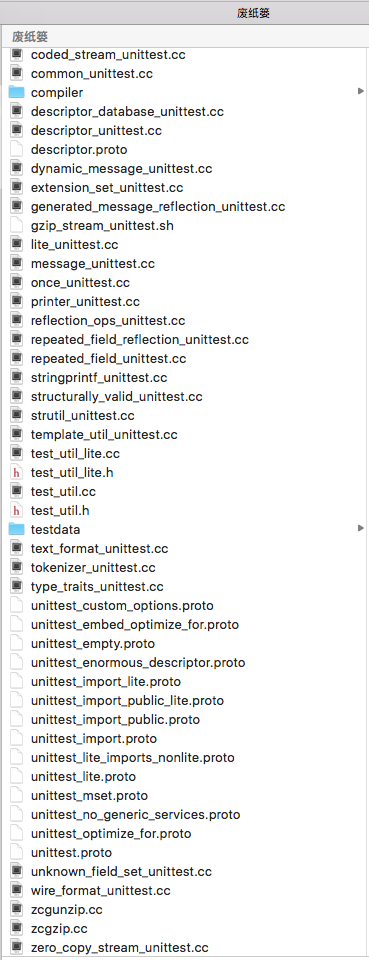 废纸篓
废纸篓
coded_stream_unittest.cc
common_unittest.cc
compiler
descriptor_database_unittest.cc
descriptor_unittest.cc
descriptor.proto
dynamic_message_unittest.cc
extension_set_unittest.cc
generated_message_reflection_unittest.cc
gzip_stream_unittest.sh
lite_unittest.cc
message_unittest.cc
once_unittest.cc
printer_unittest.cc
reflection_ops_unittest.cc
repeated_field_reflection_unittest.cc
repeated_field_unittest.cc
stringprintf_unittest.cc
structurally_valid_unittest.cc
strutil_unittest.cc
template_util_unittest.cc
test_util_lite.cc
h test_util_lite.h
test_util.cc
h test_util.h
testdata
text_format_unittest.cc
tokenizer_unittest.cc
type_traits_unittest.cc
unittest_custom_options.proto
unittest_embed_optimize_for.proto
unittest_empty.proto
unittest_enormous_descriptor.proto
unittest_import_lite.proto
unittest_import_public_lite.proto
unittest_import_public.proto
unittest_import.proto
unittest_lite_imports_nonlite.proto
unittest_lite.proto
unittest_mset.proto
unittest_no_generic_services.proto
unittest_optimize_for.proto
unittest.proto
unknown_field_set_unittest.cc
wire_format_unittest.cc
zcgunzip.cc
zcgzip.cc
zero_copy_stream_unittest.cc